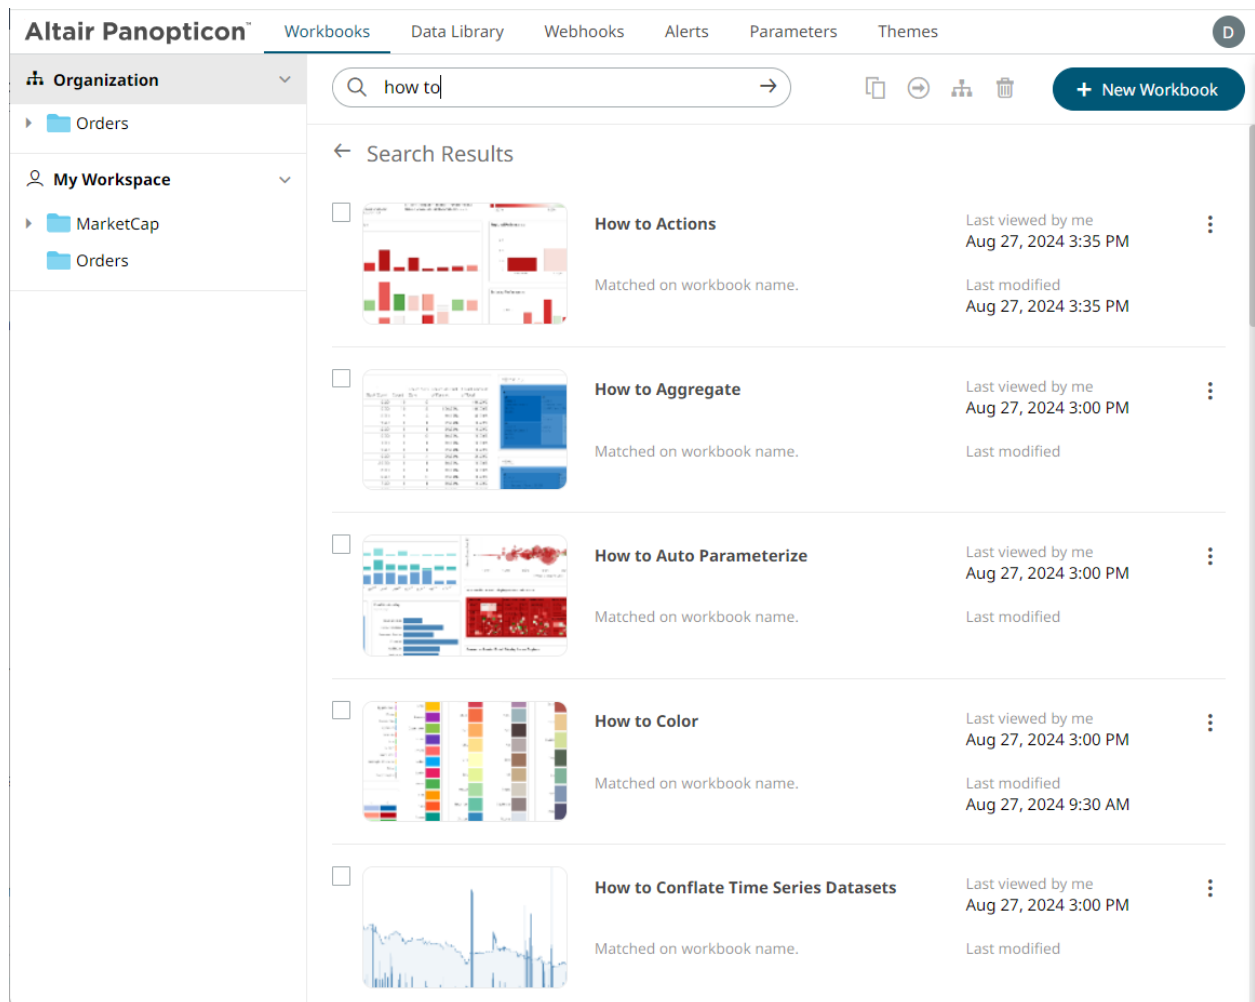 Altair Panopticon™ Workbooks Data Library Webhooks Alerts Parameters Themes D
Organization
Orders
My Workspace
MarketCap
Orders
how to
+ New Workbook
Search Results
How to Actions
Matched on workbook name.
Last viewed by me
Aug 27, 2024 3:35 PM
Last modified
Aug 27, 2024 3:35 PM
How to Aggregate
Matched on workbook name.
Last viewed by me
Aug 27, 2024 3:00 PM
Last modified
How to Auto Parameterize
Matched on workbook name.
Last viewed by me
Aug 27, 2024 3:00 PM
Last modified
How to Color
Matched on workbook name.
Last viewed by me
Aug 27, 2024 3:00 PM
Last modified
Aug 27, 2024 9:30 AM
How to Conflate Time Series Datasets
Matched on workbook name.
Last viewed by me
Aug 27, 2024 3:00 PM
Last modified